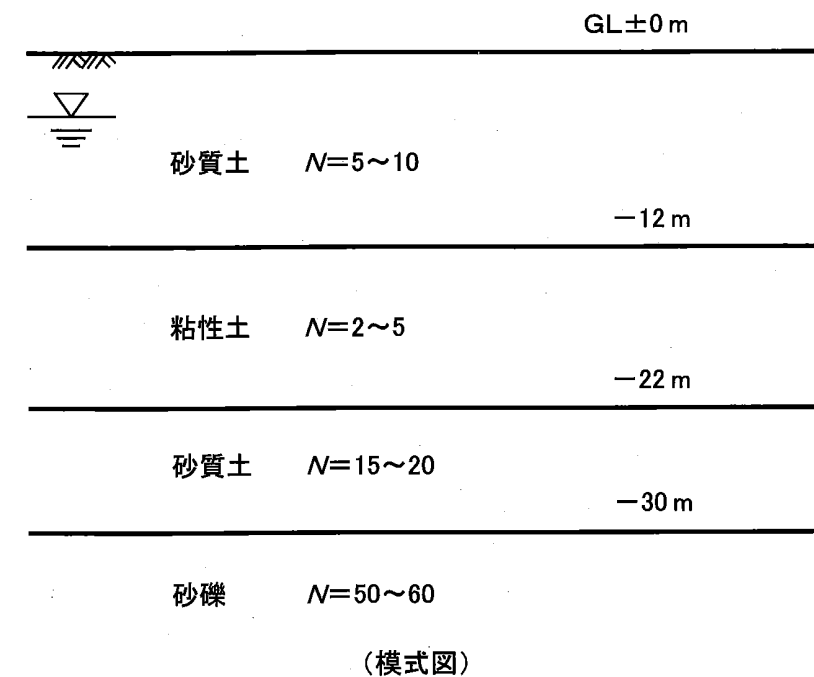 GL±0 m
砂質土 N=5～10
－12 m
粘性土 N=2～5
－22 m
砂質土 N=15～20
－30 m
砂礫 N=50～60
(模式図)